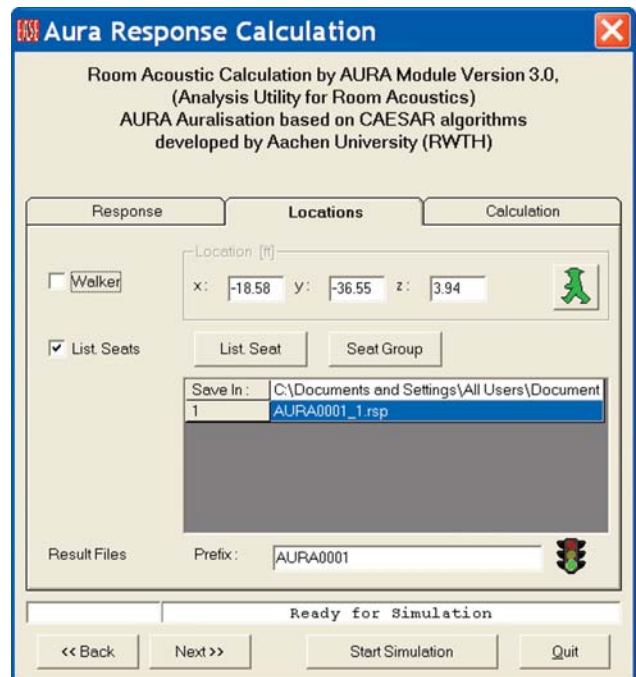 EASE Aura Response Calculation
Room Acoustic Calculation by AURA Module Version 3.0,
(Analysis Utility for Room Acoustics)
AURA Auralisation based on CAESAR algorithms
developed by Aachen University (RWTH)
Response Locations Calculation
Location [ft]
Walker x: -18.58 y: -36.55 z: 3.94
List. Seats List. Seat Seat Group
Save In : C:\Documents and Settings\All Users\Document
1 AURA0001_1.rsp
Result Files Prefix : AURA0001
Ready for Simulation
<< Back Next >> Start Simulation Quit